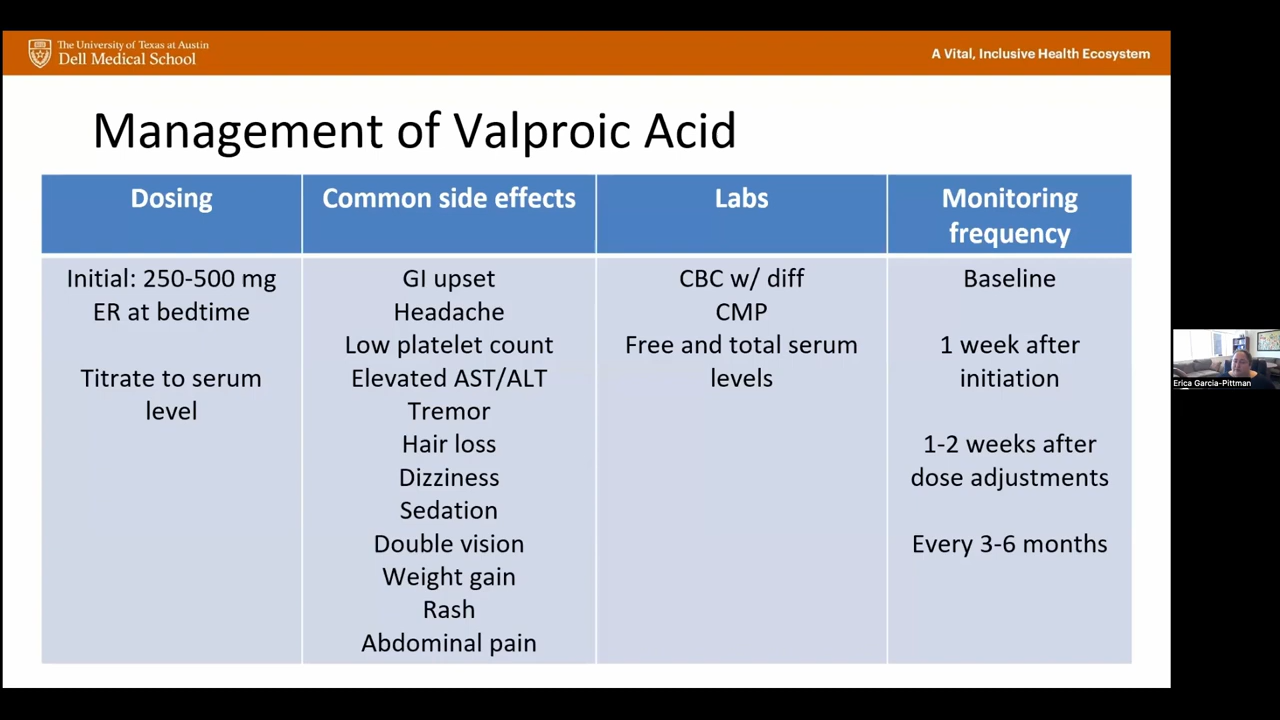 The University of Texas at Austin
Dell Medical School
A Vital, Inclusive Health Ecosystem
Management of Valproic Acid
Dosing
Common side effects
Labs
Monitoring
frequency
Initial: 250-500 mg
ER at bedtime
Titrate to serum
level
GI upset
Headache
Low platelet count
Elevated AST/ALT
Tremor
Hair loss
Dizziness
Sedation
Double vision
Weight gain
Rash
Abdominal pain
CBC w/ diff
CMP
Free and total serum
levels
Baseline
1 week after
initiation
1-2 weeks after
dose adjustments
Every 3-6 months
Erica Garcia-Pittman